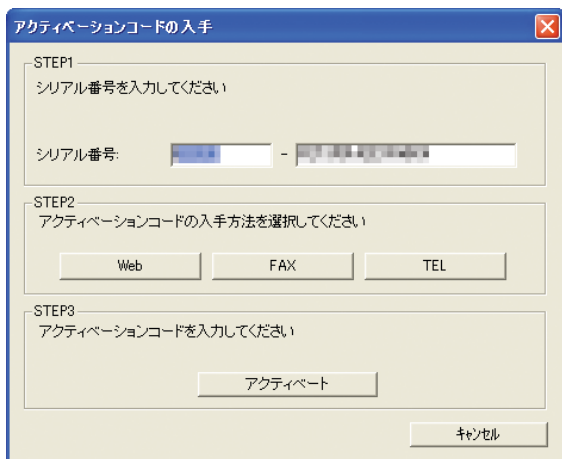 アクティベーションコードの入手
STEP1
シリアル番号を入力してください
シリアル番号: -
STEP2
アクティベーションコードの入手方法を選択してください
Web FAX TEL
STEP3
アクティベーションコードを入力してください
アクティベート
キャンセル